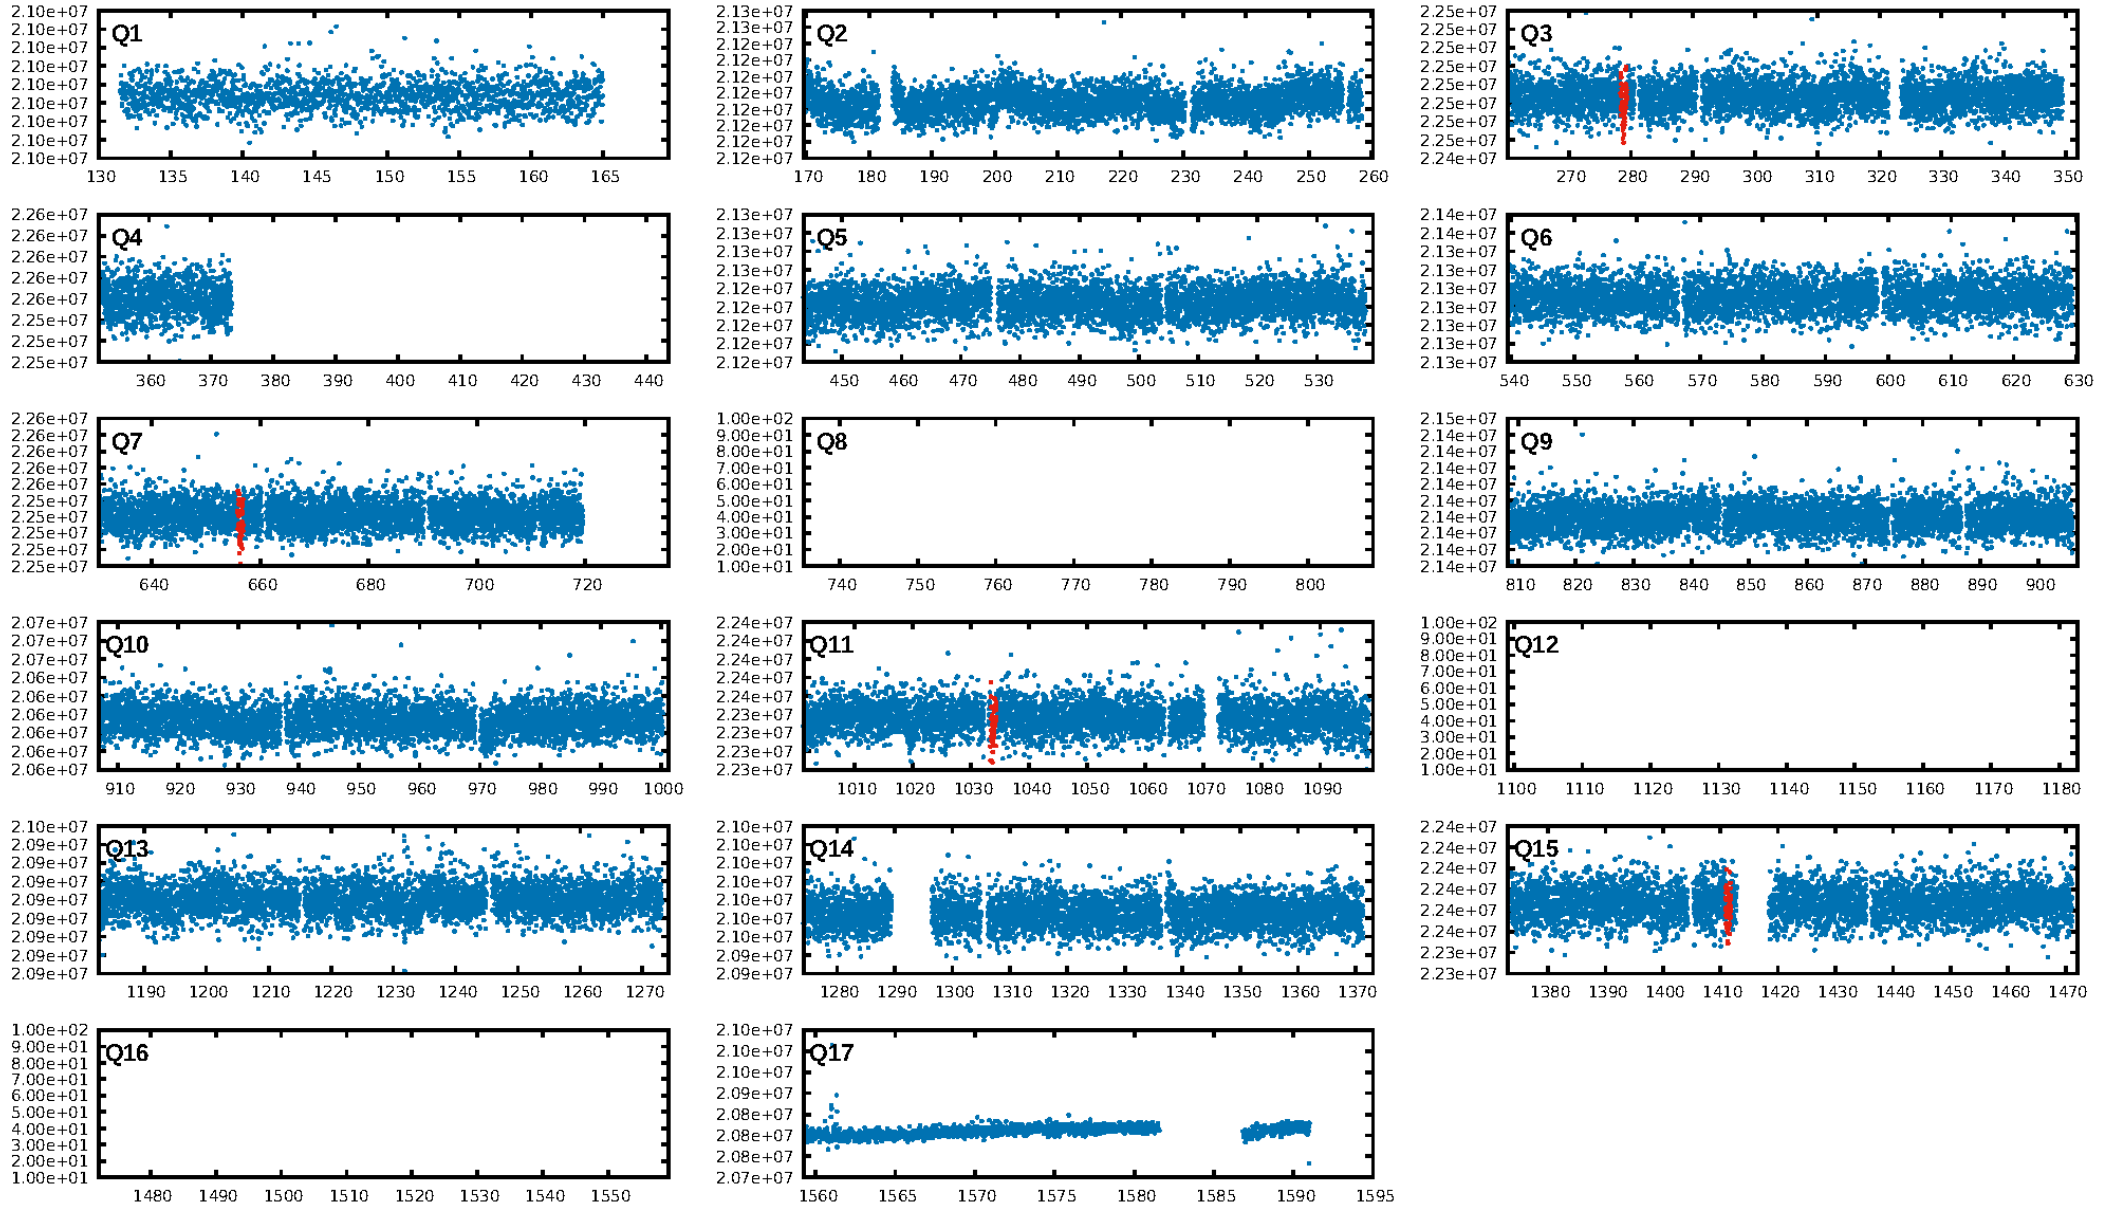 Q1
2.10e+07
2.10e+07
2.10e+07
2.10e+07
2.10e+07
2.10e+07
2.10e+07
2.10e+07
2.10e+07
130 135 140 145 150 155 160 165
Q2
2.13e+07
2.13e+07
2.12e+07
2.12e+07
2.12e+07
2.12e+07
2.12e+07
2.12e+07
2.12e+07
2.12e+07
170 180 190 200 210 220 230 240 250 260
Q3
2.25e+07
2.25e+07
2.25e+07
2.25e+07
2.25e+07
2.25e+07
2.25e+07
2.25e+07
2.24e+07
270 280 290 300 310 320 330 340 350
Q4
2.26e+07
2.26e+07
2.26e+07
2.26e+07
2.26e+07
2.25e+07
2.25e+07
2.25e+07
360 370 380 390 400 410 420 430 440
Q5
2.13e+07
2.13e+07
2.13e+07
2.13e+07
2.12e+07
2.12e+07
2.12e+07
2.12e+07
2.12e+07
450 460 470 480 490 500 510 520 530
Q6
2.14e+07
2.14e+07
2.13e+07
2.13e+07
2.13e+07
2.13e+07
2.13e+07
2.13e+07
2.13e+07
540 550 560 570 580 590 600 610 620 630
Q7
2.26e+07
2.26e+07
2.26e+07
2.26e+07
2.26e+07
2.25e+07
2.25e+07
2.25e+07
2.25e+07
2.25e+07
640 660 680 700 720
Q8
1.00e+02
9.00e+01
8.00e+01
7.00e+01
6.00e+01
5.00e+01
4.00e+01
3.00e+01
2.00e+01
1.00e+01
740 750 760 770 780 790 800
Q9
2.15e+07
2.14e+07
2.14e+07
2.14e+07
2.14e+07
2.14e+07
2.14e+07
2.14e+07
2.14e+07
2.14e+07
810 820 830 840 850 860 870 880 890 900
Q10
2.07e+07
2.07e+07
2.07e+07
2.06e+07
2.06e+07
2.06e+07
2.06e+07
2.06e+07
2.06e+07
910 920 930 940 950 960 970 980 990 1000
Q11
2.24e+07
2.24e+07
2.24e+07
2.24e+07
2.24e+07
2.23e+07
2.23e+07
2.23e+07
2.23e+07
1010 1020 1030 1040 1050 1060 1070 1080 1090
Q12
1.00e+02
9.00e+01
8.00e+01
7.00e+01
6.00e+01
5.00e+01
4.00e+01
3.00e+01
2.00e+01
1.00e+01
1100 1110 1120 1130 1140 1150 1160 1170 1180
Q13
2.10e+07
2.09e+07
2.09e+07
2.09e+07
2.09e+07
2.09e+07
2.09e+07
2.09e+07
2.09e+07
1190 1200 1210 1220 1230 1240 1250 1260 1270
Q14
2.10e+07
2.10e+07
2.10e+07
2.10e+07
2.10e+07
2.10e+07
2.10e+07
2.10e+07
2.09e+07
1280 1290 1300 1310 1320 1330 1340 1350 1360 1370
Q15
2.24e+07
2.24e+07
2.24e+07
2.24e+07
2.24e+07
2.24e+07
2.23e+07
2.23e+07
1380 1390 1400 1410 1420 1430 1440 1450 1460 1470
Q16
1.00e+02
9.00e+01
8.00e+01
7.00e+01
6.00e+01
5.00e+01
4.00e+01
3.00e+01
2.00e+01
1.00e+01
1480 1490 1500 1510 1520 1530 1540 1550
Q17
2.10e+07
2.10e+07
2.10e+07
2.09e+07
2.08e+07
2.08e+07
2.08e+07
2.07e+07
1560 1565 1570 1575 1580 1585 1590 1595